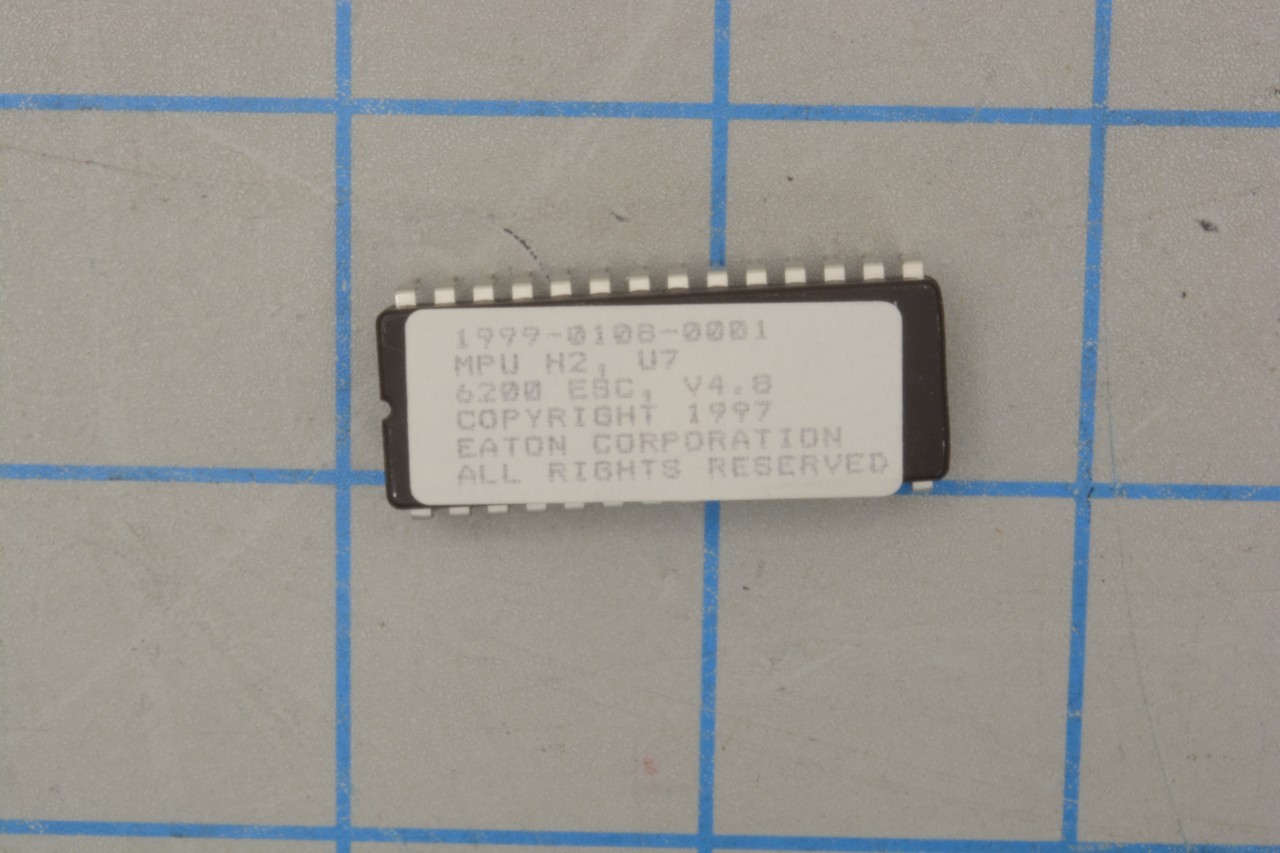 1999-0108-0001
MPU H2, U7
6200 ESC, V4.8
COPYRIGHT 1997
EATON CORPORATION
ALL RIGHTS RESERVED